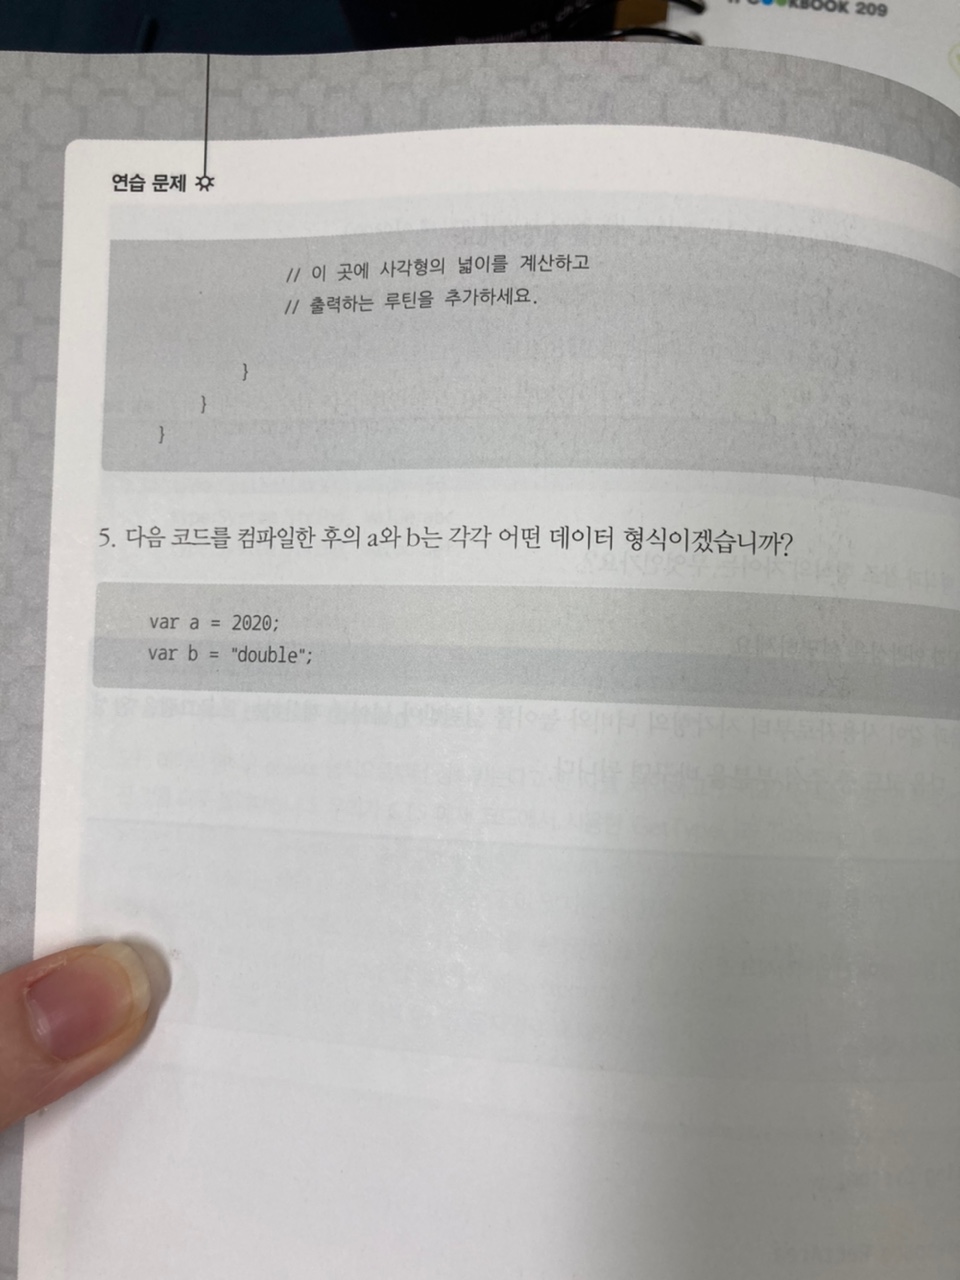 COOKBOOK 209
연습 문제
// 이 곳에 사각형의 넓이를 계산하고
// 출력하는 루틴을 추가하세요.
}
}
}
5. 다음 코드를 컴파일한 후의 a와 b는 각각 어떤 데이터 형식이겠습니까?
var a = 2020;
var b = "double";